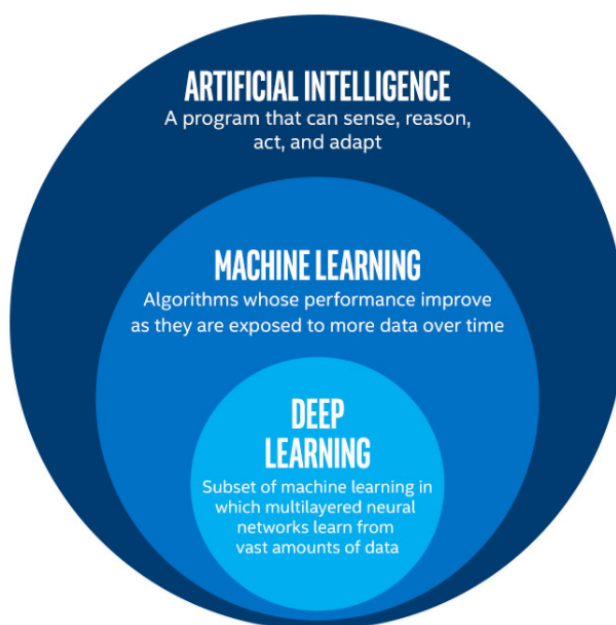 ARTIFICIAL INTELLIGENCE
A program that can sense, reason,
act, and adapt
MACHINE LEARNING
Algorithms whose performance improve
as they are exposed to more data over time
DEEP
LEARNING
Subset of machine learning in
which multilayered neural
networks learn from
vast amounts of data